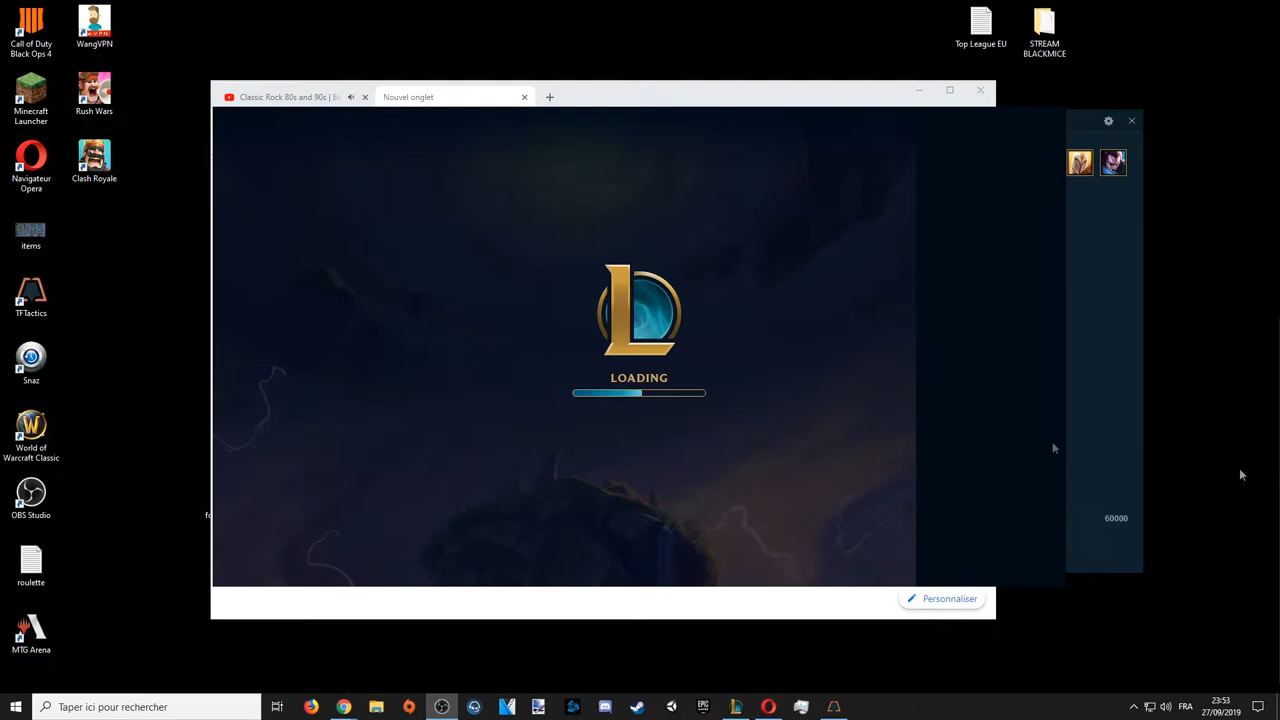 Call of Duty
Black Ops 4
WangVPN
Minecraft
Launcher
Rush Wars
Navigateur
Opera
Clash Royale
items
TFTactics
Snaz
World of
Warcraft Classic
OBS Studio
roulette
MTG Arena
Top League EU
STREAM
BLACKMICE
Classic Rock 80s and 90s |
Nouvel onglet
LOADING
60000
Personnaliser
Taper ici pour rechercher
EPIC
FRA
23:53
27/09/2019